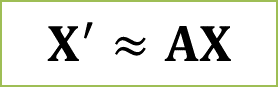 X′ ≈ AX